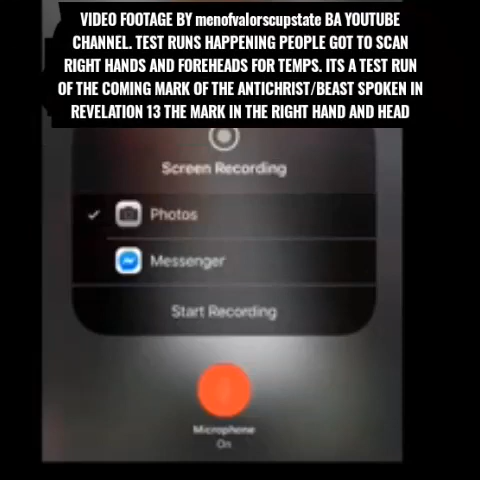 VIDEO FOOTAGE BY menofvalorscupstate BA YOUTUBE
CHANNEL. TEST RUNS HAPPENING PEOPLE GOT TO SCAN
RIGHT HANDS AND FOREHEADS FOR TEMPS. ITS A TEST RUN
OF THE COMING MARK OF THE ANTICHRIST/BEAST SPOKEN IN
REVELATION 13 THE MARK IN THE RIGHT HAND AND HEAD
Screen Recording
Photos
Messenger
Start Recording
Microphone
On